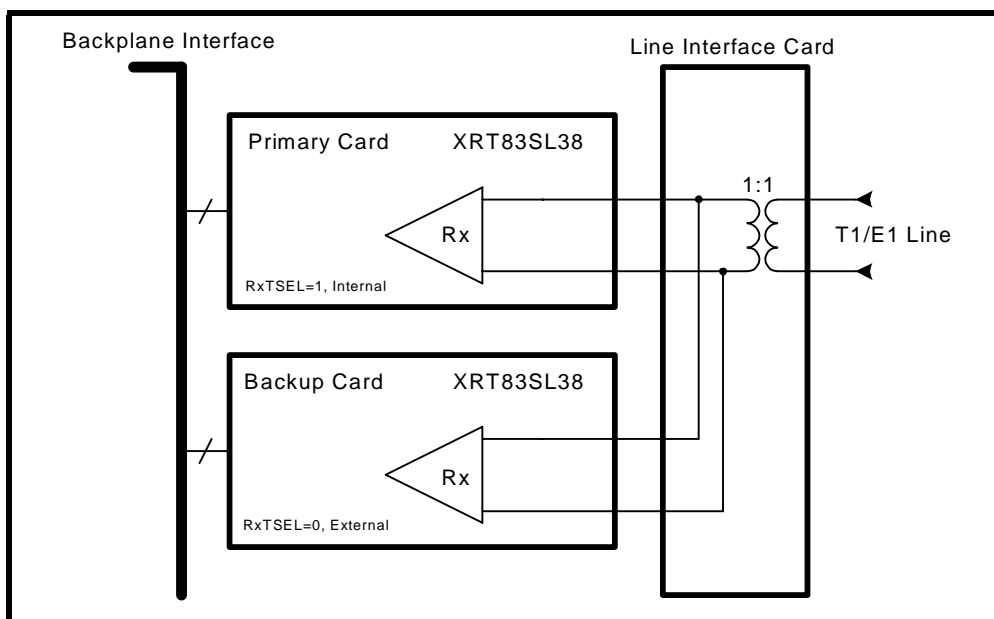 Backplane Interface
Line Interface Card
Primary Card XRT83SL38
1:1
Rx
T1/E1 Line
RxTSEL=1, Internal
Backup Card XRT83SL38
Rx
RxTSEL=0, External